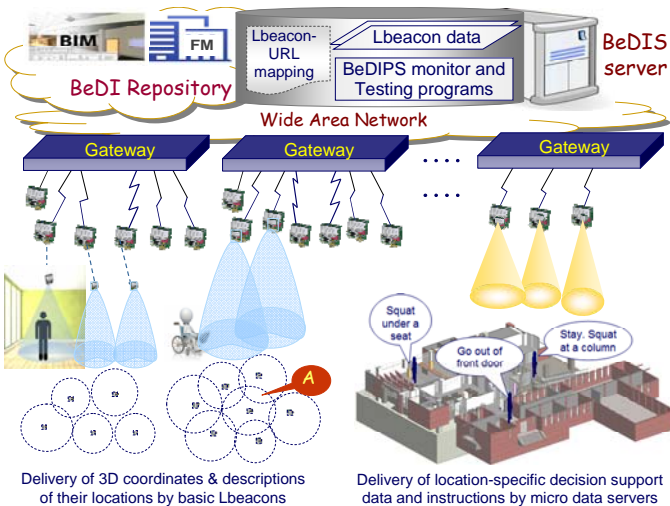 BIM
FM
BeDI Repository
Lbeacon-
URL
mapping
Lbeacon data
BeDIPS monitor and
Testing programs
BeDIS
server
Wide Area Network
Gateway
Gateway
Gateway
Squat
under a
seat
Go out of
front door
Stay. Squat
at a column
A
Delivery of 3D coordinates & descriptions
of their locations by basic Lbeacons
Delivery of location-specific decision support
data and instructions by micro data servers